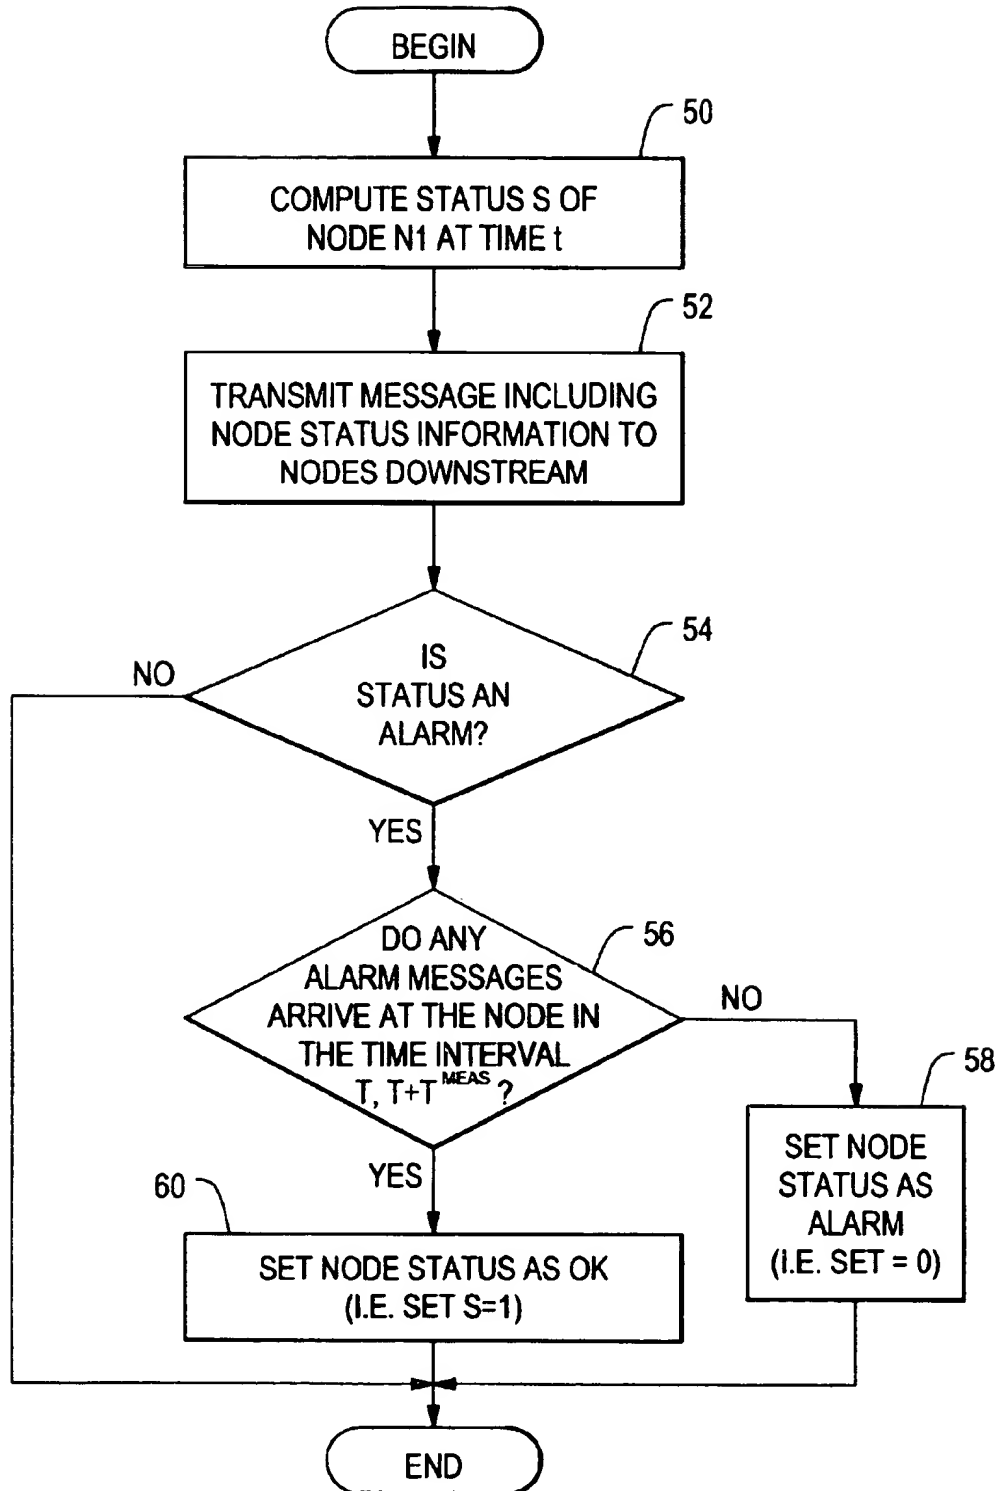 BEGIN
50
COMPUTE STATUS S OF
NODE N1 AT TIME t
52
TRANSMIT MESSAGE INCLUDING
NODE STATUS INFORMATION TO
NODES DOWNSTREAM
54
IS
STATUS AN
ALARM?
NO
YES
56
DO ANY
ALARM MESSAGES
ARRIVE AT THE NODE IN
THE TIME INTERVAL
T, T+T^MEAS ?
NO
58
SET NODE
STATUS AS
ALARM
(I.E. SET = 0)
YES
60
SET NODE STATUS AS OK
(I.E. SET S=1)
END